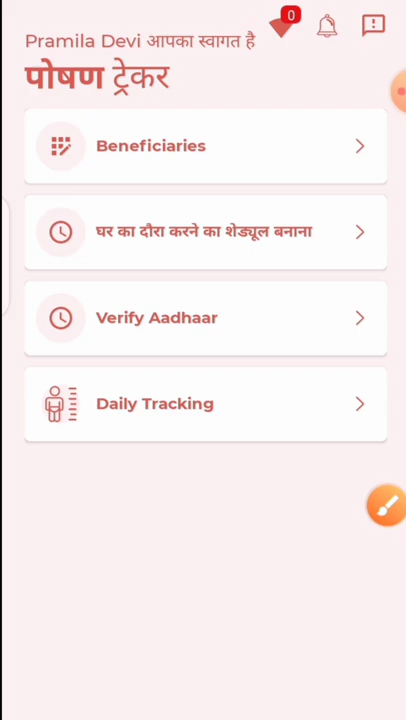 0
Pramila Devi आपका स्वागत है
पोषण ट्रेकर
Beneficiaries
घर का दौरा करने का शेड्यूल बनाना
Verify Aadhaar
Daily Tracking